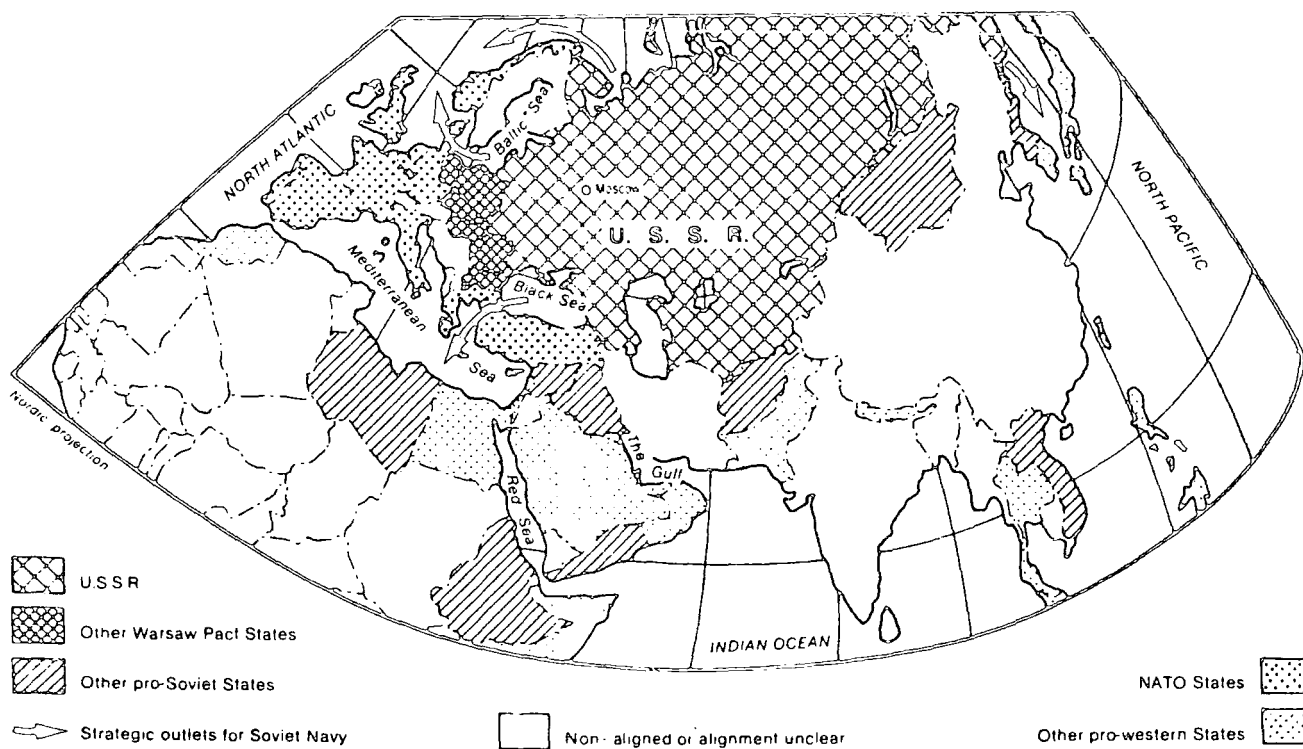 NORTH ATLANTIC
Baltic Sea
Moscow
U. S. S. R.
NORTH PACIFIC
Mediterranean
Sea
Black Sea
The
Gulf
Red
Sea
Nordic projection
INDIAN OCEAN
U.S.S.R
Other Warsaw Pact States
Other pro-Soviet States
Strategic outlets for Soviet Navy
Non-aligned or alignment unclear
NATO States
Other pro-western States